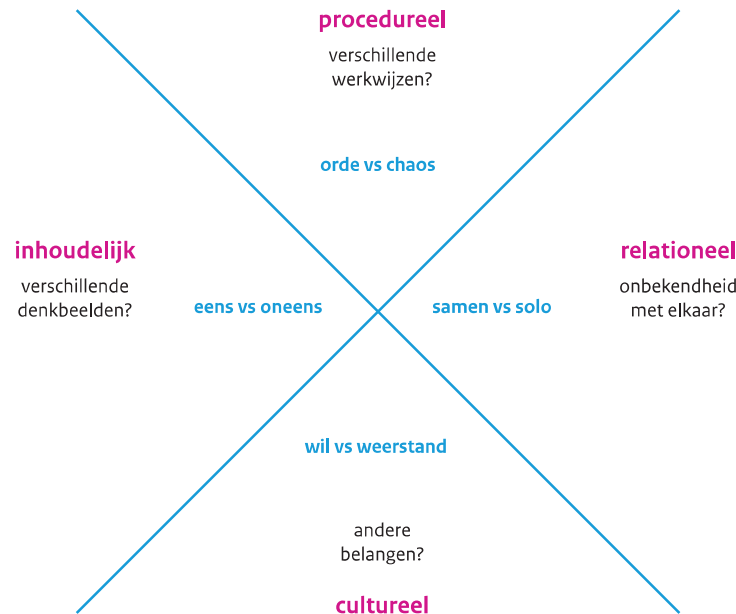 procedureel
verschillende
werkwijzen?
orde vs chaos
inhoudelijk
verschillende
denkbeelden?
eens vs oneens
samen vs solo
relationeel
onbekendheid
met elkaar?
wil vs weerstand
andere
belangen?
cultureel